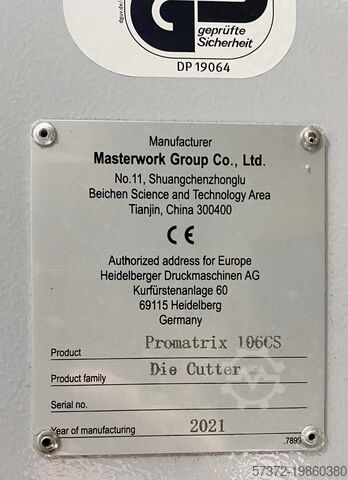 geprüfte
Sicherheit
DP 19064
Manufacturer
Masterwork Group Co., Ltd.
No.11, Shuangchenzhonglu
Beichen Science and Technology Area
Tianjin, China 300400
CE
Authorized address for Europe
Heidelberger Druckmaschinen AG
Kurfürstenanlage 60
69115 Heidelberg
Germany
Product Promatrix 106CS
Product family Die Cutter
Serial no.
Year of manufacturing 2021
.7899
57372-19860380